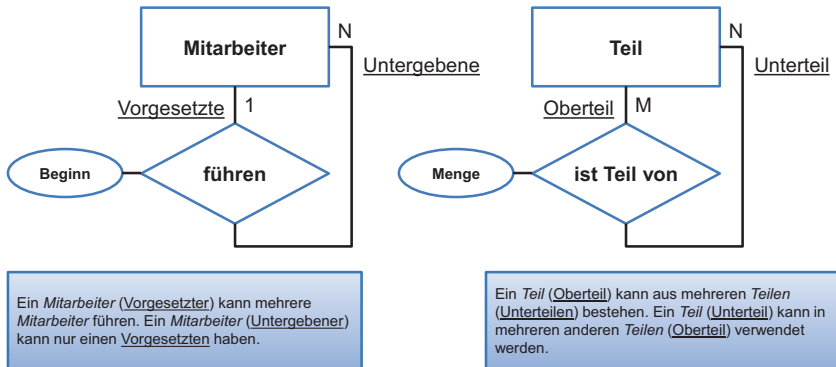 Mitarbeiter
N
Untergebene
Vorgesetzte
1
Beginn
führen
Ein Mitarbeiter (Vorgesetzter) kann mehrere
Mitarbeiter führen. Ein Mitarbeiter (Untergebener)
kann nur einen Vorgesetzten haben.
Teil
N
Unterteil
Oberteil
M
Menge
ist Teil von
Ein Teil (Oberteil) kann aus mehreren Teilen
(Unterteilen) bestehen. Ein Teil (Unterteil) kann in
mehreren anderen Teilen (Oberteil) verwendet
werden.